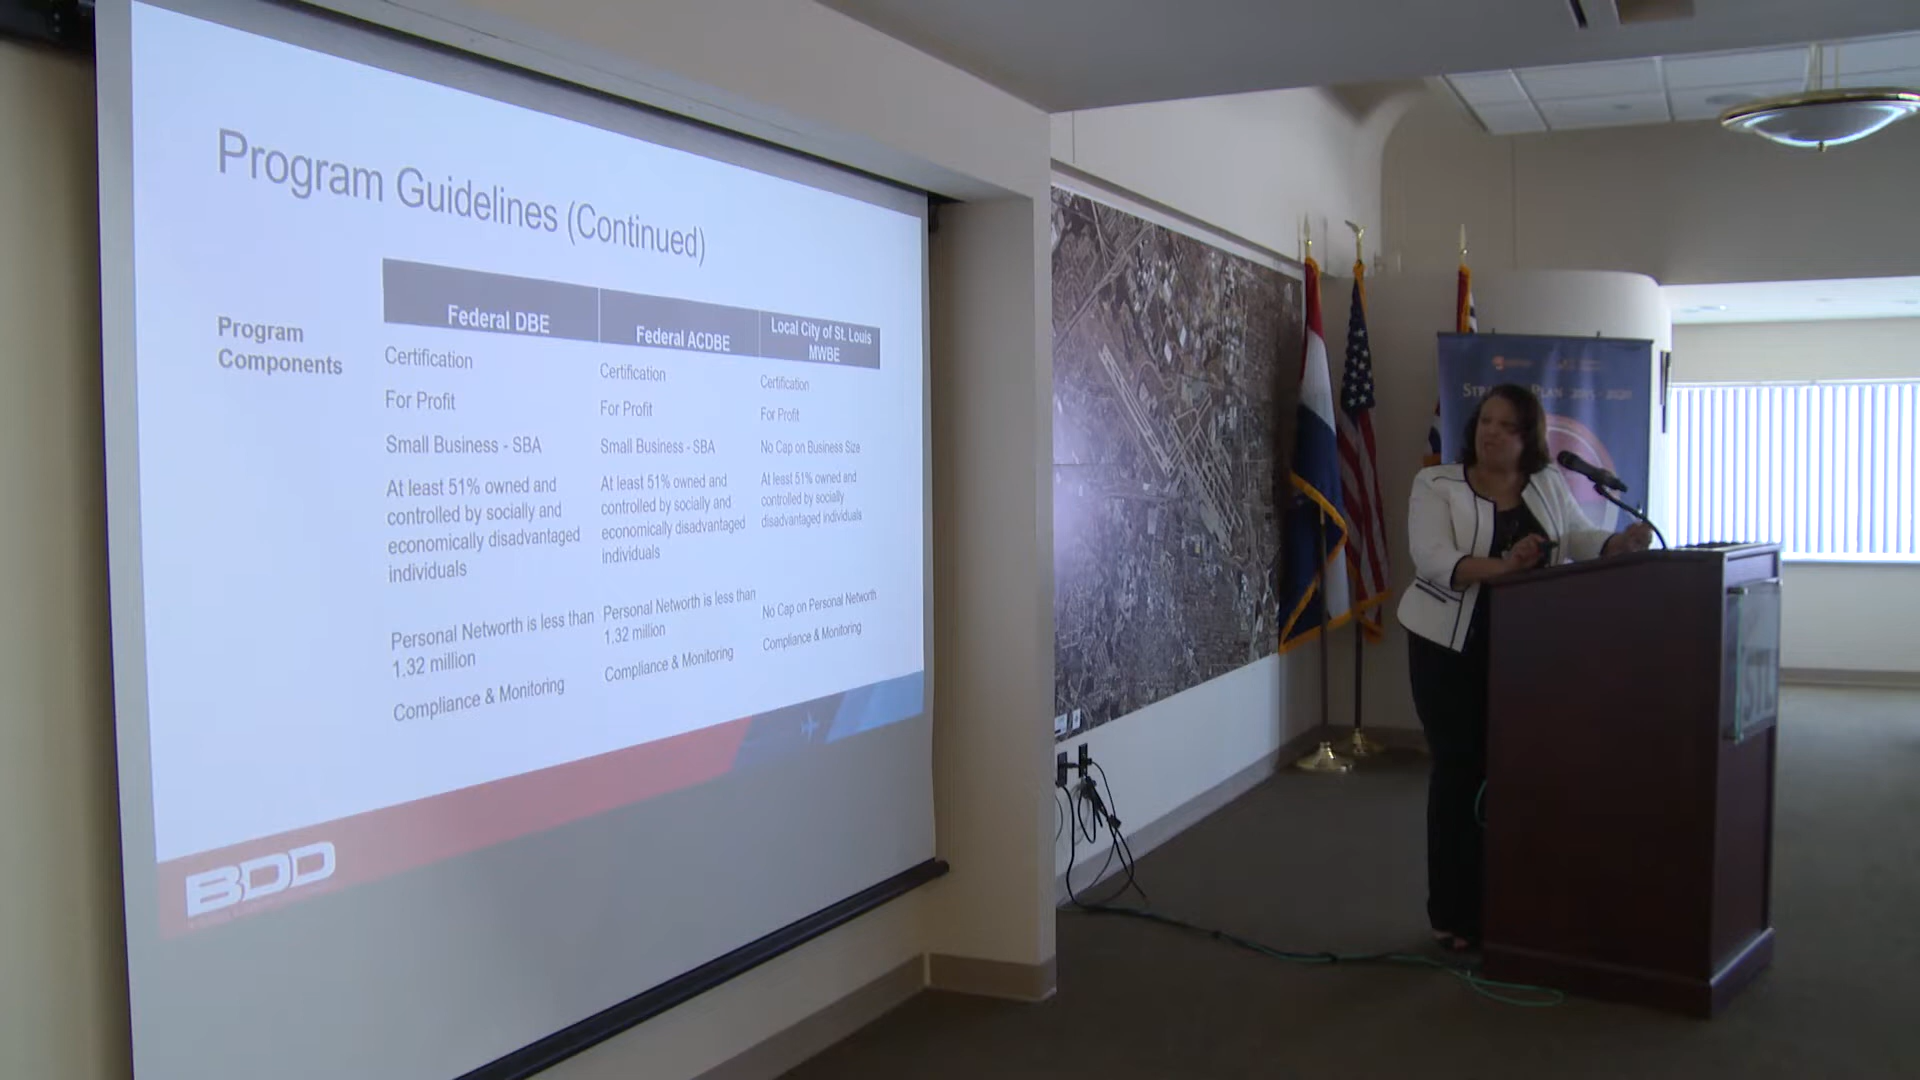 Program Guidelines (Continued)
Program
Components
Federal DBE
Certification
For Profit
Small Business - SBA
At least 51% owned and
controlled by socially and
economically disadvantaged
individuals
Personal Networth is less than
1.32 million
Compliance & Monitoring
Federal ACDBE
Certification
For Profit
Small Business - SBA
At least 51% owned and
controlled by socially and
economically disadvantaged
individuals
Personal Networth is less than
1.32 million
Compliance & Monitoring
Local City of St. Louis
MWBE
Certification
For Profit
No Cap on Business Size
At least 51% owned and
controlled by socially
disadvantaged individuals
No Cap on Personal Networth
Compliance & Monitoring
BDD
STL